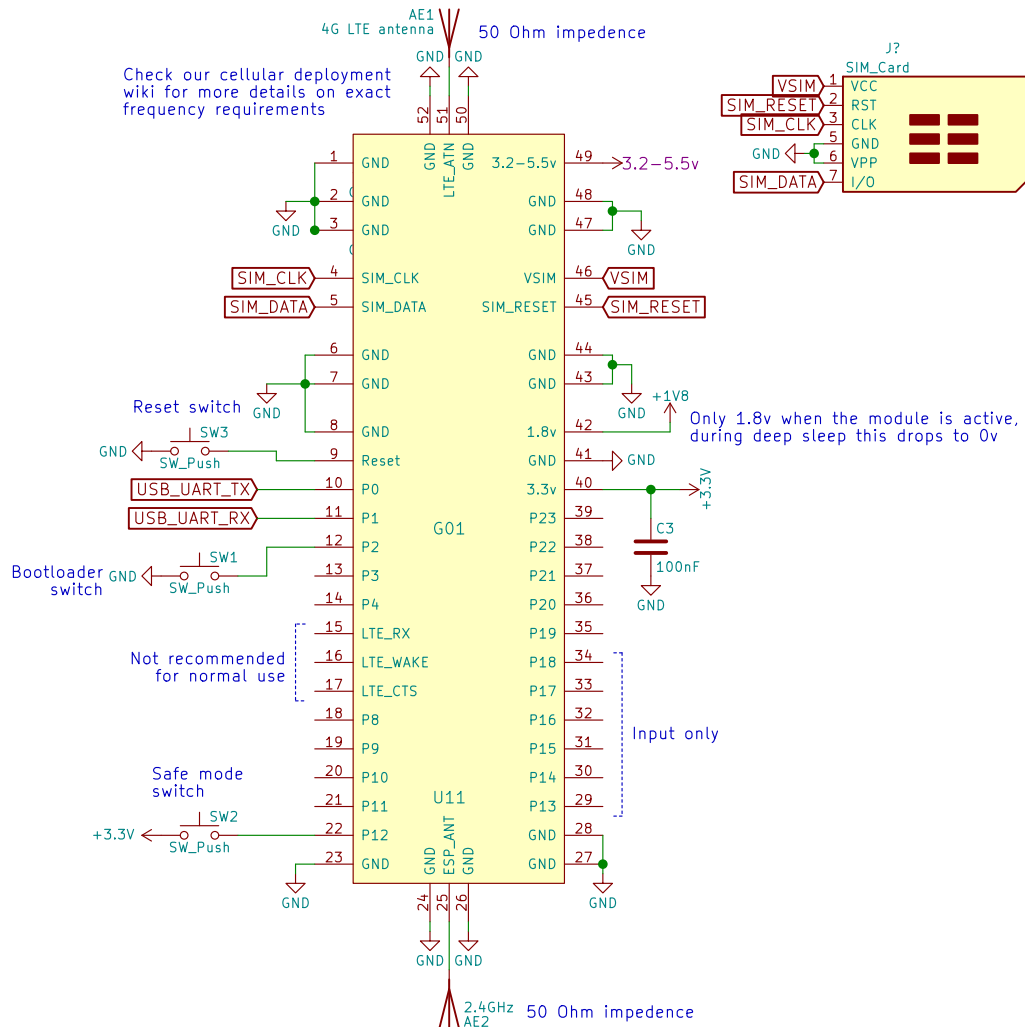 AE1
4G LTE antenna
50 Ohm impedence
GND
GND
Check our cellular deployment
wiki for more details on exact
frequency requirements
52
51
50
GND
LTE_ATN
GND
J?
SIM_Card
VSIM 1 VCC
SIM_RESET 2 RST
SIM_CLK 3 CLK
5 GND
GND
6 VPP
SIM_DATA 7 I/O
1 GND
2 GND
GND
3 GND
SIM_CLK 4 SIM_CLK
SIM_DATA 5 SIM_DATA
6 GND
7 GND
GND
Reset switch
8 GND
SW3
GND
SW_Push
9 Reset
USB_UART_TX 10 P0
USB_UART_RX 11 P1
12 P2
SW1
Bootloader
switch
GND
SW_Push
13 P3
14 P4
15 LTE_RX
16 LTE_WAKE
17 LTE_CTS
Not recommended
for normal use
18 P8
19 P9
20 P10
21 P11
Safe mode
switch
SW2
+3.3V
SW_Push
22 P12
23 GND
GND
G01
U11
3.2-5.5v 49 3.2-5.5v
GND 48
GND 47
GND
VSIM 46 VSIM
SIM_RESET 45 SIM_RESET
GND 44
GND 43
GND
+1V8
1.8v 42
Only 1.8v when the module is active,
during deep sleep this drops to 0v
GND 41 GND
3.3v 40
+3.3V
C3
100nF
GND
P23 39
P22 38
P21 37
P20 36
P19 35
P18 34
P17 33
P16 32
P15 31
P14 30
P13 29
Input only
GND 28
GND 27
GND
GND
ESP_ANT
GND
24
25
26
GND
GND
2.4GHz
AE2
50 Ohm impedence